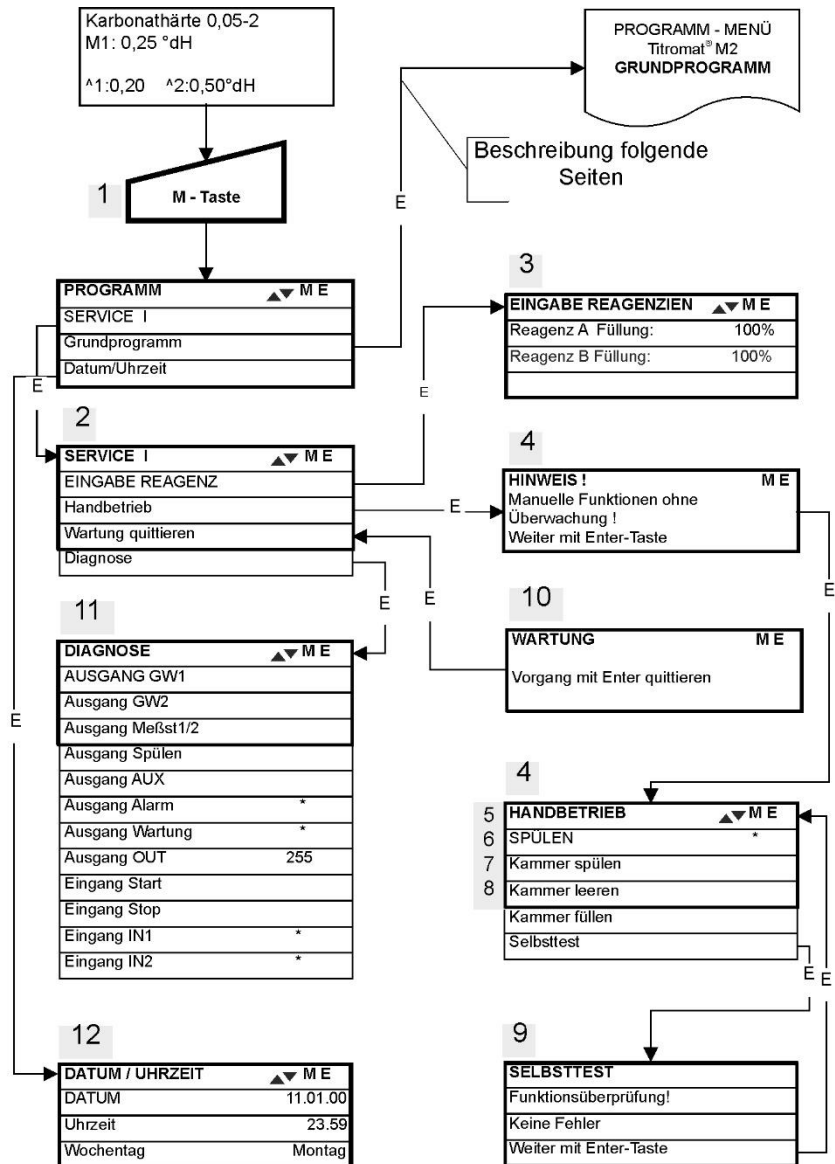 Karbonathärte 0,05-2
M1: 0,25 °dH
^1:0,20 ^2:0,50°dH
PROGRAMM - MENÜ
Titromat® M2
GRUNDPROGRAMM
Beschreibung folgende
Seiten
1
M - Taste
E
PROGRAMM ▲▼ M E
SERVICE I
Grundprogramm
Datum/Uhrzeit
E
3
EINGABE REAGENZIEN ▲▼ M E
Reagenz A Füllung: 100%
Reagenz B Füllung: 100%
E
2
SERVICE I ▲▼ M E
EINGABE REAGENZ
Handbetrieb
Wartung quittieren
Diagnose
E
4
HINWEIS ! M E
Manuelle Funktionen ohne
Überwachung !
Weiter mit Enter-Taste
E
E
E
10
WARTUNG M E
Vorgang mit Enter quittieren
11
DIAGNOSE ▲▼ M E
AUSGANG GW1
Ausgang GW2
Ausgang Meßst1/2
Ausgang Spülen
Ausgang AUX
Ausgang Alarm *
Ausgang Wartung *
Ausgang OUT 255
Eingang Start
Eingang Stop
Eingang IN1 *
Eingang IN2 *
E
4
5 HANDBETRIEB ▲▼ M E
6 SPÜLEN *
7 Kammer spülen
8 Kammer leeren
Kammer füllen
Selbsttest
E E
12
DATUM / UHRZEIT ▲▼ M E
DATUM 11.01.00
Uhrzeit 23.59
Wochentag Montag
9
SELBSTTEST
Funktionsüberprüfung!
Keine Fehler
Weiter mit Enter-Taste